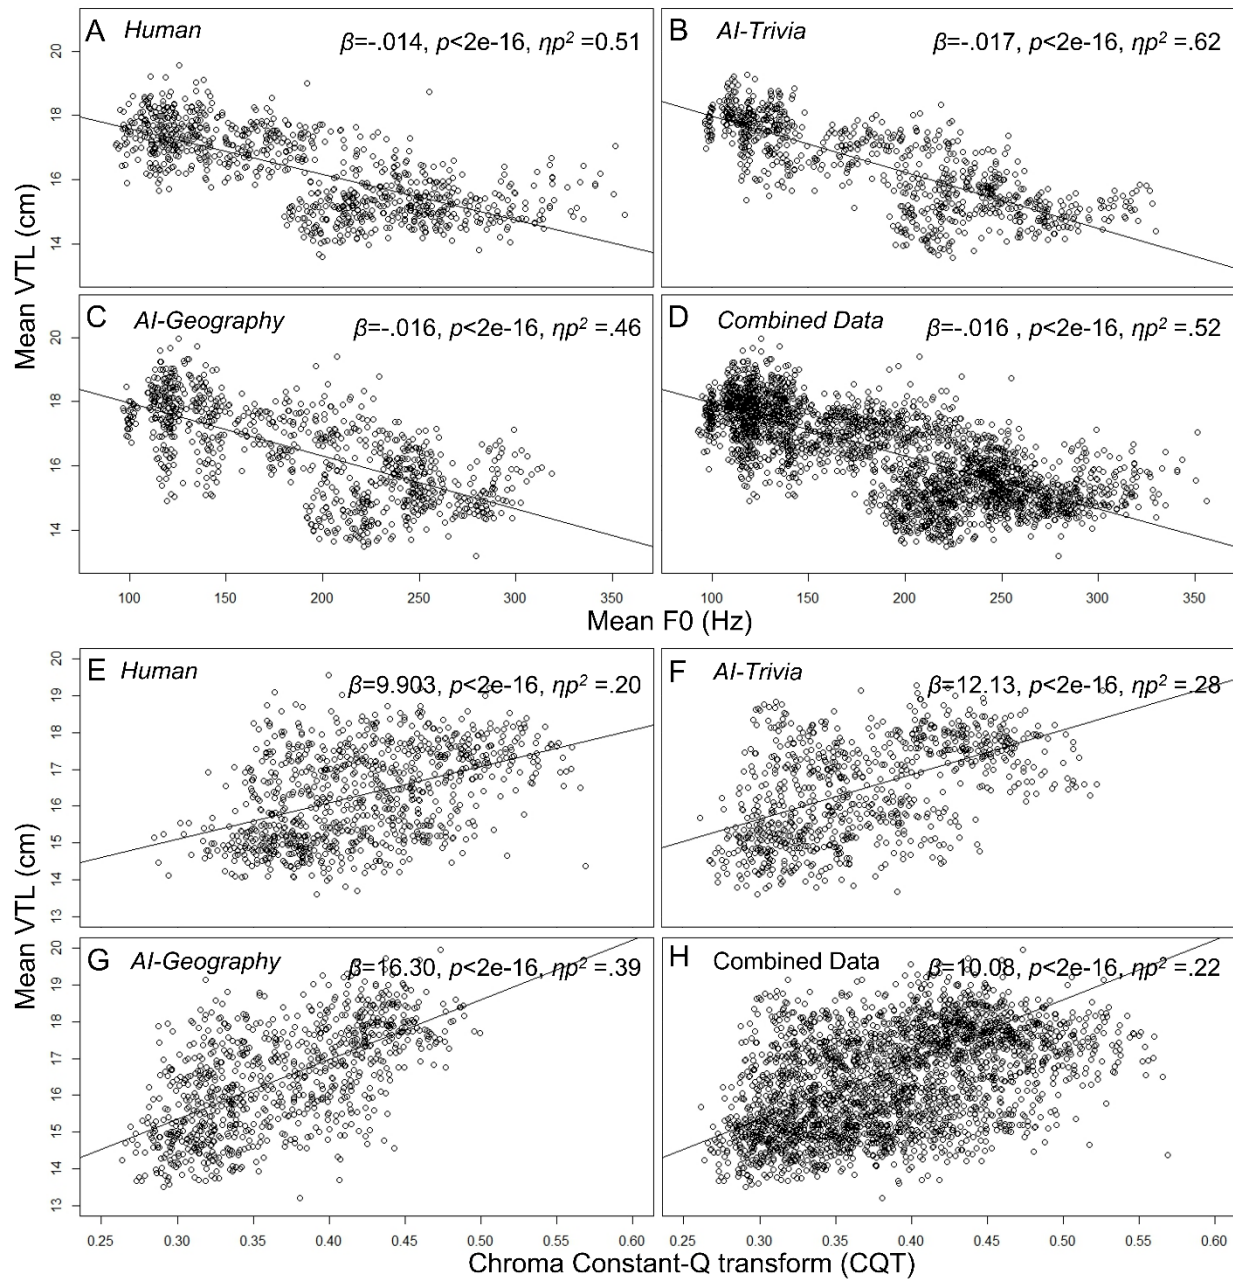 A Human
β=-.014, p<2e-16, ηp² =0.51
B AI-Trivia
β=-.017, p<2e-16, ηp² =.62
20
18
16
14
C AI-Geography
β=-.016, p<2e-16, ηp² =.46
D Combined Data
β=-.016 , p<2e-16, ηp² =.52
20
18
16
14
Mean VTL (cm)
100 150 200 250 300 350
100 150 200 250 300 350
Mean F0 (Hz)
E Human
β=9.903, p<2e-16, ηp² =.20
F AI-Trivia
β=12.13, p<2e-16, ηp² =.28
20
19
18
17
16
15
14
13
G AI-Geography
β=16.30, p<2e-16, ηp² =.39
H Combined Data
β=10.08, p<2e-16, ηp² =.22
20
19
18
17
16
15
14
13
Mean VTL (cm)
0.25 0.30 0.35 0.40 0.45 0.50 0.55 0.60
0.25 0.30 0.35 0.40 0.45 0.50 0.55 0.60
Chroma Constant-Q transform (CQT)